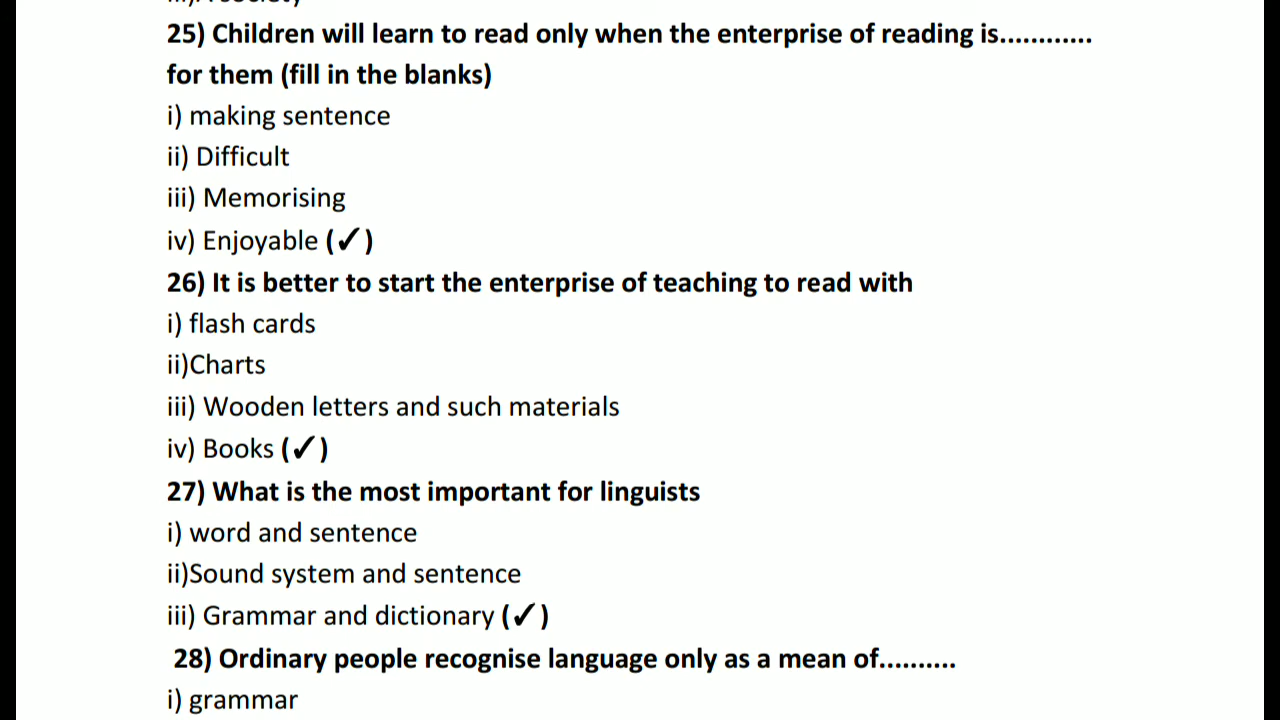 iii)A society
25) Children will learn to read only when the enterprise of reading is............
for them (fill in the blanks)
i) making sentence
ii) Difficult
iii) Memorising
iv) Enjoyable (✓)
26) It is better to start the enterprise of teaching to read with
i) flash cards
ii)Charts
iii) Wooden letters and such materials
iv) Books (✓)
27) What is the most important for linguists
i) word and sentence
ii)Sound system and sentence
iii) Grammar and dictionary (✓)
28) Ordinary people recognise language only as a mean of..........
i) grammar